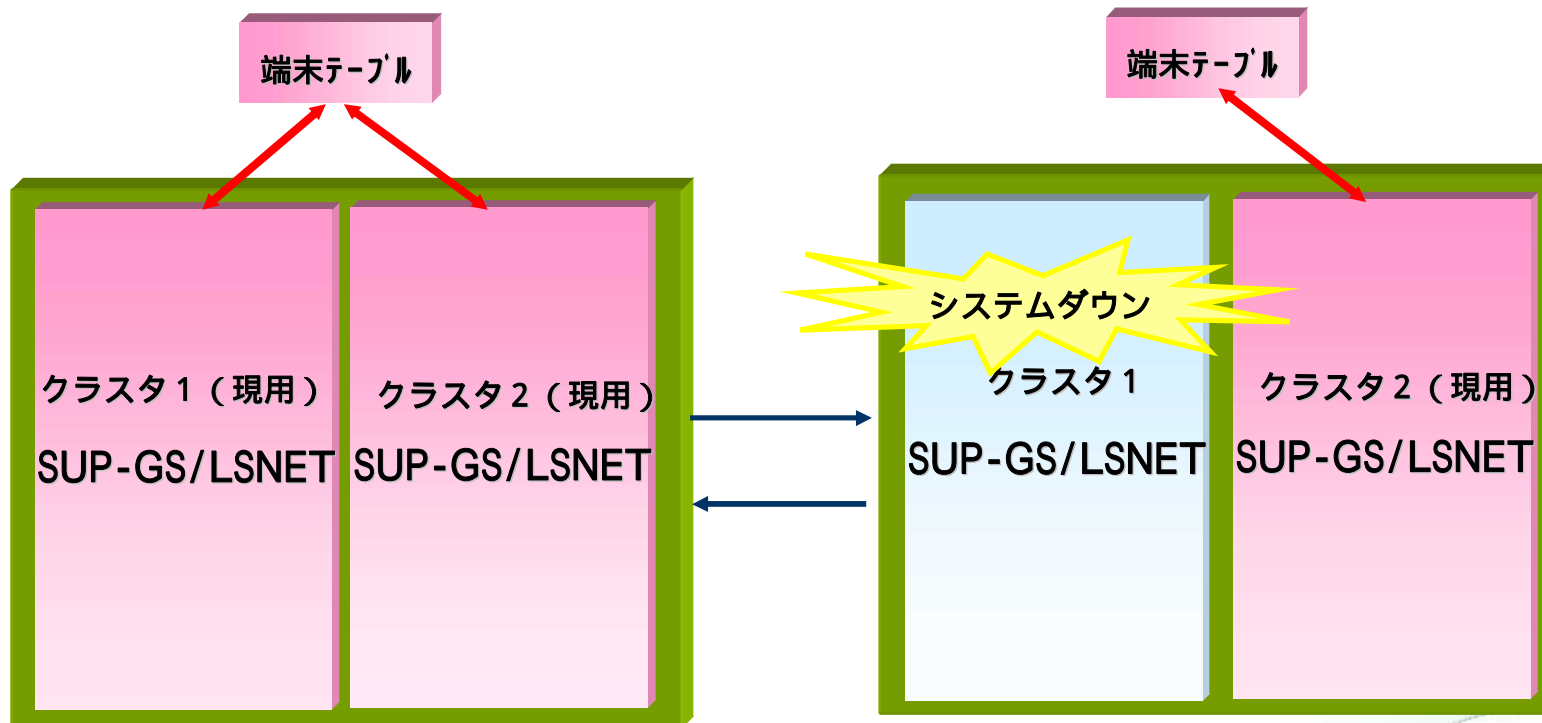 端末ﾃｰﾌﾞﾙ
端末ﾃｰﾌﾞﾙ
クラスタ１（現用）
SUP-GS/LSNET
クラスタ２（現用）
SUP-GS/LSNET
システムダウン
クラスタ１
SUP-GS/LSNET
クラスタ２（現用）
SUP-GS/LSNET